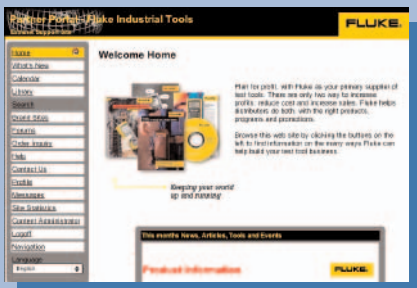 Partner Portal - Fluke Industrial Tools
Extranet Support Site
FLUKE.
Home
What's New
Calendar
Library
Search
Brand Sites
Forums
Order Inquiry
Help
Contact Us
Profile
Messages
Site Statistics
Content Administrator
Logoff
Navigation
Language
English
Welcome Home
Plan for profit, with Fluke as your primary supplier of
test tools. There are only two way to increase
profits, reduce cost and increase sales. Fluke helps
distributors do both, with the right products,
programs and promotions.
Browse this web site by clicking the buttons on the
left to find information on the many ways Fluke can
help build your test tool business.
Keeping your world
up and running
This months News, Articles, Tools and Events
Product Information
FLUKE.